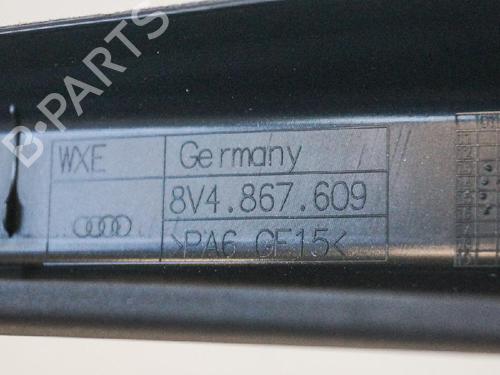 B-PARTS
WXE Germany
8V4.867.609
>PA6 GF15<